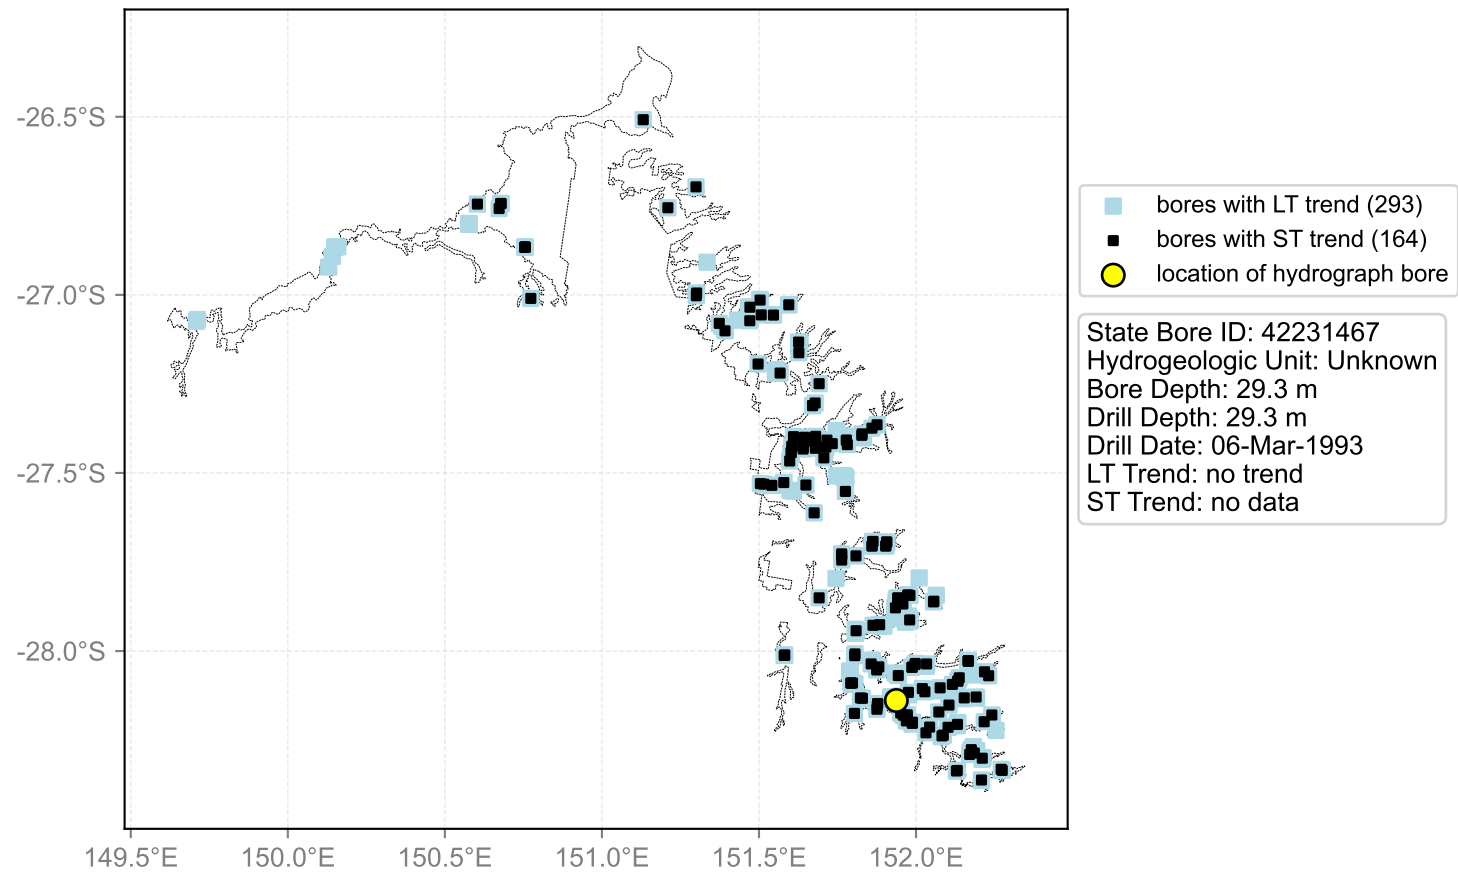 -26.5°S
-27.0°S
-27.5°S
-28.0°S
149.5°E
150.0°E
150.5°E
151.0°E
151.5°E
152.0°E
bores with LT trend (293)
bores with ST trend (164)
location of hydrograph bore
State Bore ID: 42231467
Hydrogeologic Unit: Unknown
Bore Depth: 29.3 m
Drill Depth: 29.3 m
Drill Date: 06-Mar-1993
LT Trend: no trend
ST Trend: no data